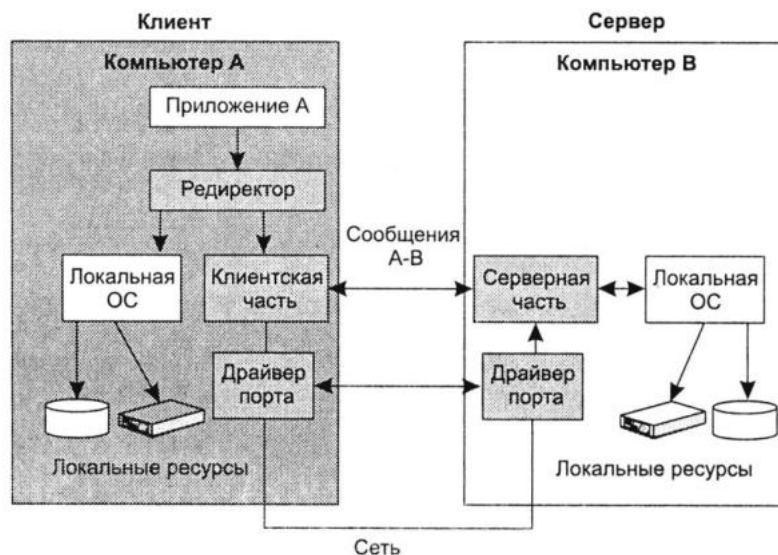 Клиент
Компьютер А
Приложение А
Редиректор
Локальная
ОС
Клиентская
часть
Драйвер
порта
Локальные ресурсы
Сообщения
А-В
Сервер
Компьютер В
Серверная
часть
Локальная
ОС
Драйвер
порта
Локальные ресурсы
Сеть